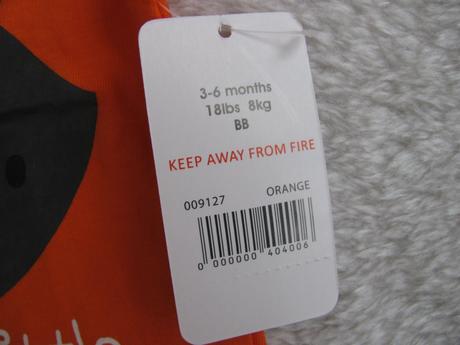 3-6 months
18lbs 8kg
BB
KEEP AWAY FROM FIRE
009127 ORANGE
0 000000 404006